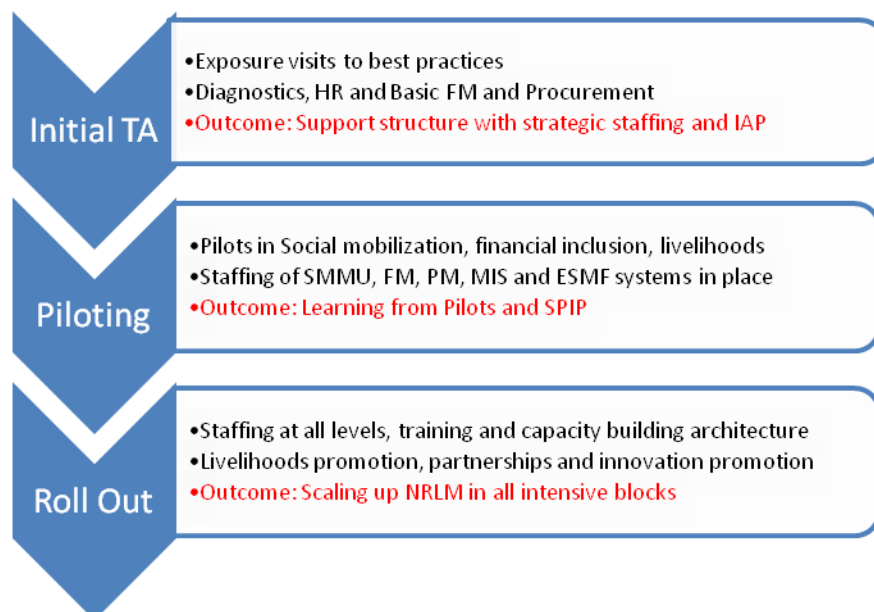 Initial TA
•Exposure visits to best practices
•Diagnostics, HR and Basic FM and Procurement
•Outcome: Support structure with strategic staffing and IAP
Piloting
•Pilots in Social mobilization, financial inclusion, livelihoods
•Staffing of SMMU, FM, PM, MIS and ESMF systems in place
•Outcome: Learning from Pilots and SPIP
Roll Out
•Staffing at all levels, training and capacity building architecture
•Livelihoods promotion, partnerships and innovation promotion
•Outcome: Scaling up NRLM in all intensive blocks